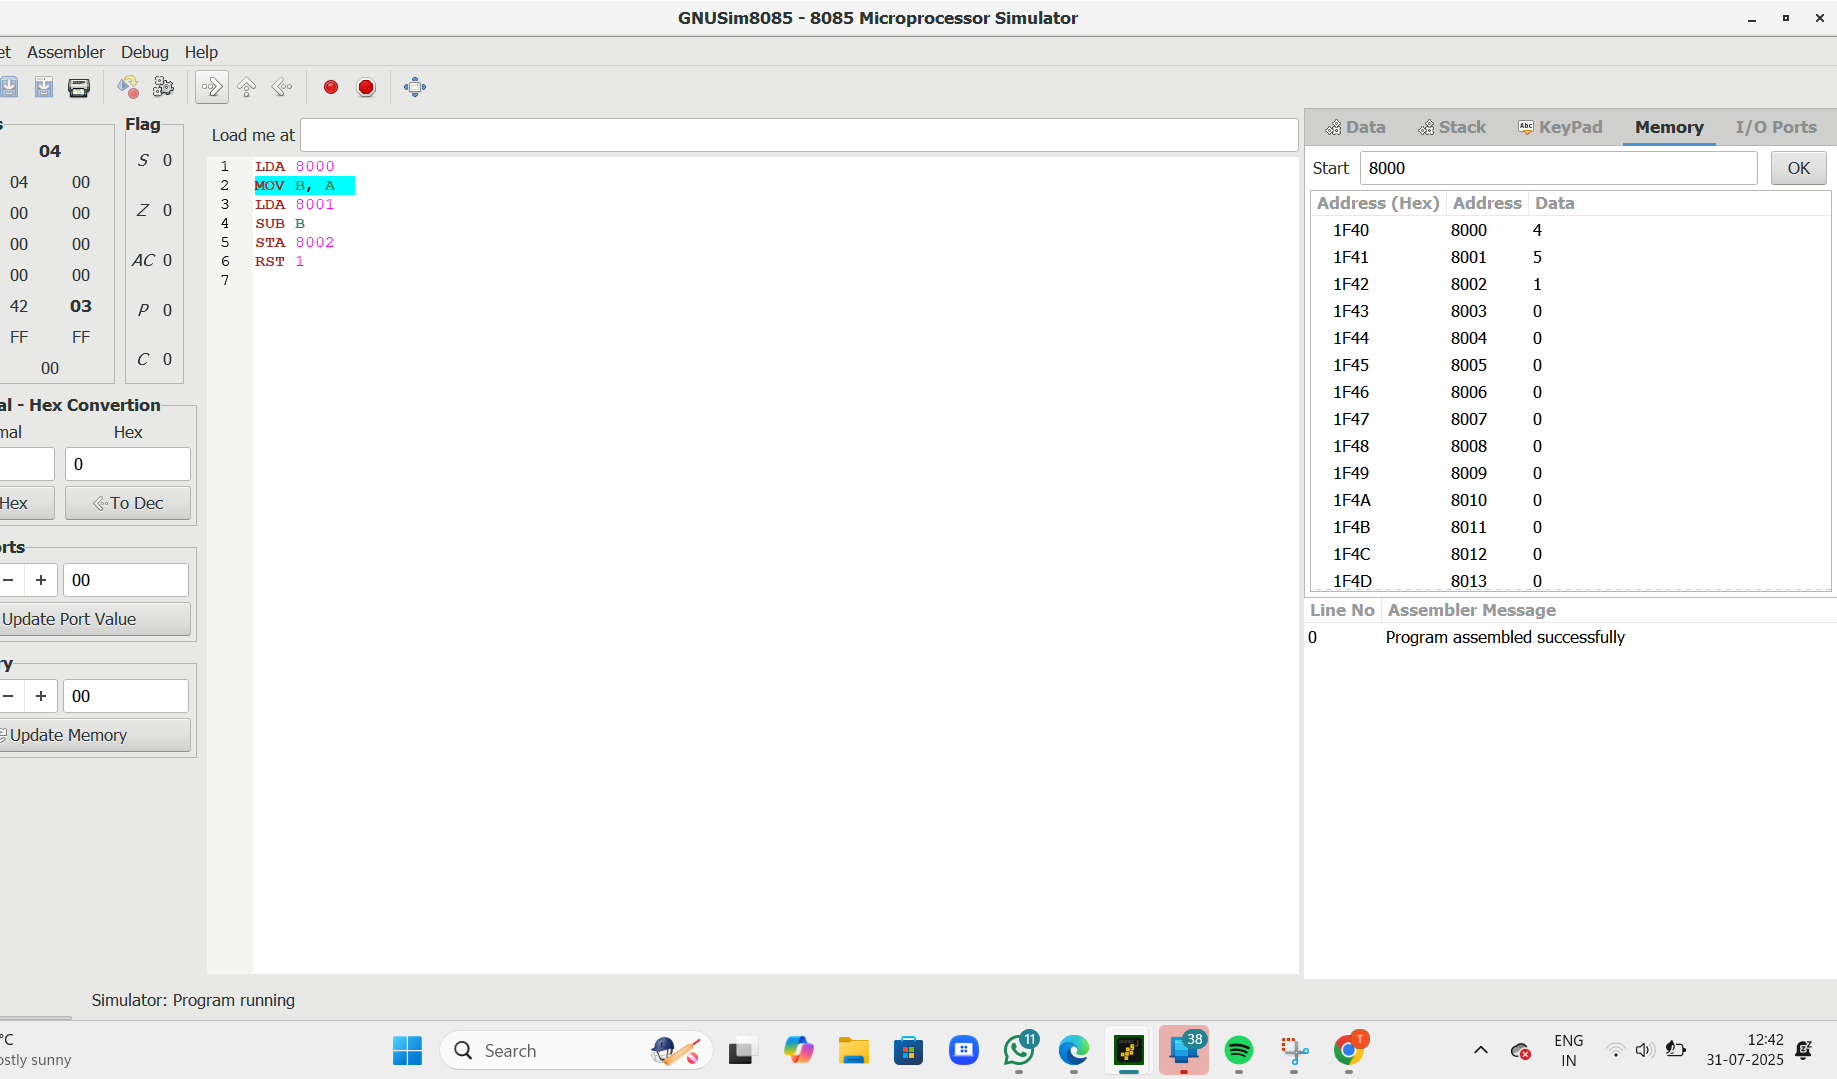 GNUSim8085 - 8085 Microprocessor Simulator
et Assembler Debug Help
s
04
04 00
00 00
00 00
00 00
42 03
FF FF
00
Flag
S 0
Z 0
AC 0
P 0
C 0
al - Hex Convertion
mal Hex
0
Hex To Dec
orts
− + 00
Update Port Value
ry
− + 00
Update Memory
Load me at
1 LDA 8000
2 MOV B, A
3 LDA 8001
4 SUB B
5 STA 8002
6 RST 1
7
Data Stack Abc KeyPad Memory I/O Ports
Start 8000 OK
Address (Hex) Address Data
1F40 8000 4
1F41 8001 5
1F42 8002 1
1F43 8003 0
1F44 8004 0
1F45 8005 0
1F46 8006 0
1F47 8007 0
1F48 8008 0
1F49 8009 0
1F4A 8010 0
1F4B 8011 0
1F4C 8012 0
1F4D 8013 0
Line No Assembler Message
0 Program assembled successfully
Simulator: Program running
°C
ostly sunny
Search
11
38
T
ENG
IN
12:42
31-07-2025